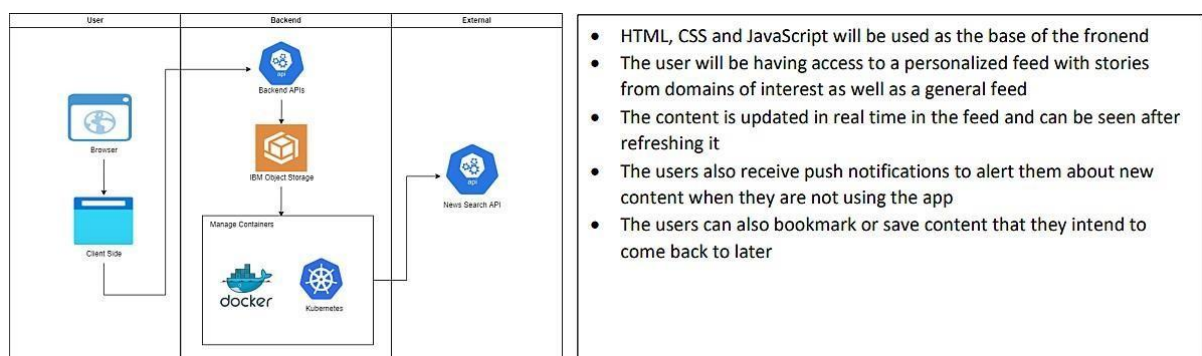 User
Backend
External
api
Backend APIs
Browser
IBM Object Storage
api
News Search API
Client Side
Manage Containers
docker
Kubernetes
• HTML, CSS and JavaScript will be used as the base of the fronend
• The user will be having access to a personalized feed with stories
from domains of interest as well as a general feed
• The content is updated in real time in the feed and can be seen after
refreshing it
• The users also receive push notifications to alert them about new
content when they are not using the app
• The users can also bookmark or save content that they intend to
come back to later